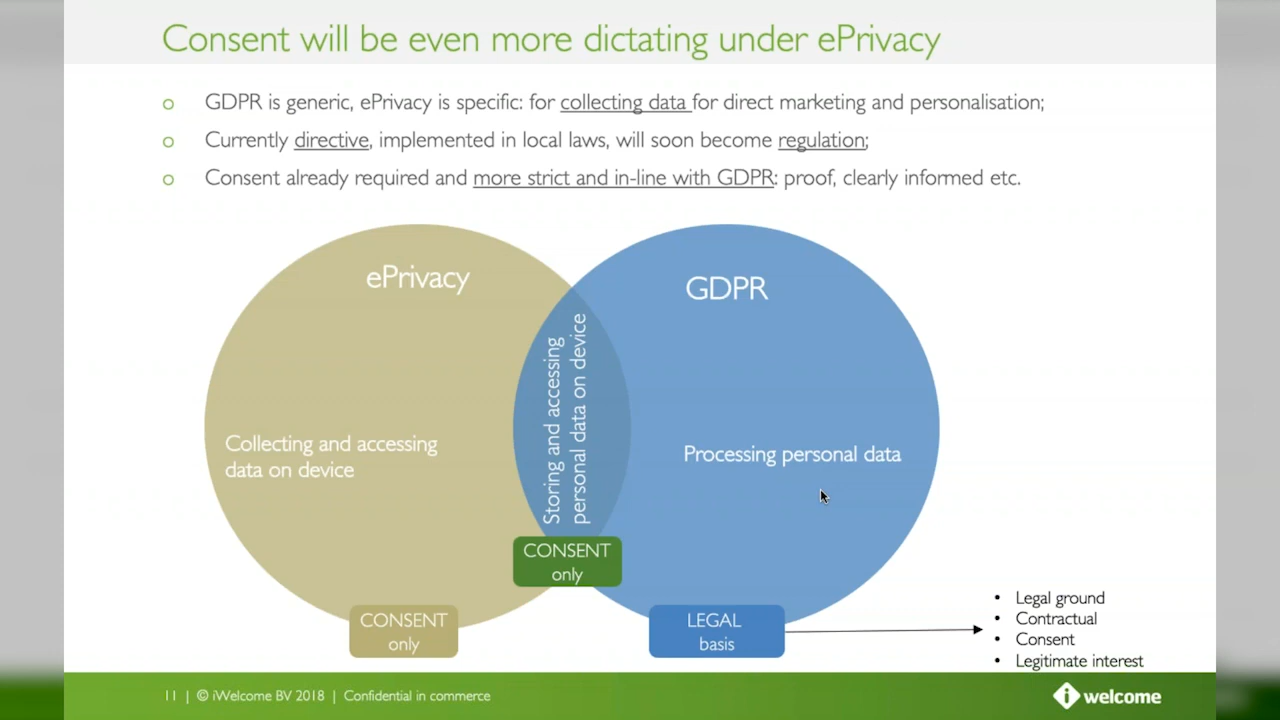 Consent will be even more dictating under ePrivacy
GDPR is generic, ePrivacy is specific: for collecting data for direct marketing and personalisation;
Currently directive, implemented in local laws, will soon become regulation;
Consent already required and more strict and in-line with GDPR: proof, clearly informed etc.
ePrivacy
GDPR
Storing and accessing
personal data on device
Collecting and accessing
data on device
Processing personal data
CONSENT
only
CONSENT
only
LEGAL
basis
• Legal ground
• Contractual
• Consent
• Legitimate interest
11 | © iWelcome BV 2018 | Confidential in commerce
i welcome